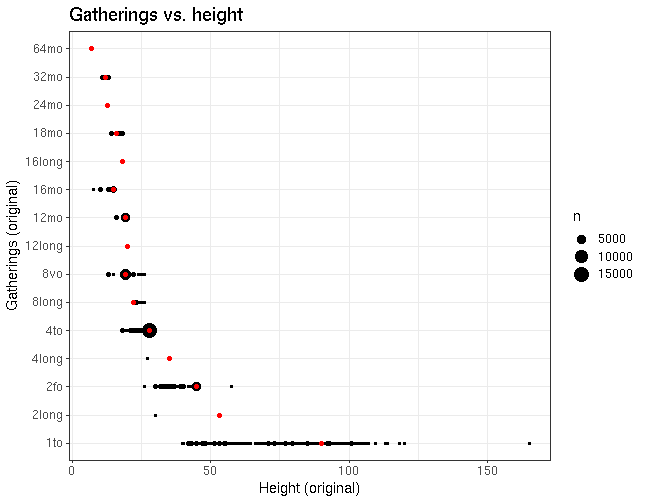 Gatherings vs. height
Gatherings (original)
64mo
32mo
24mo
18mo
16long
16mo
12mo
12long
8vo
8long
4to
4long
2fo
2long
1to
0
50
100
150
Height (original)
n
5000
10000
15000